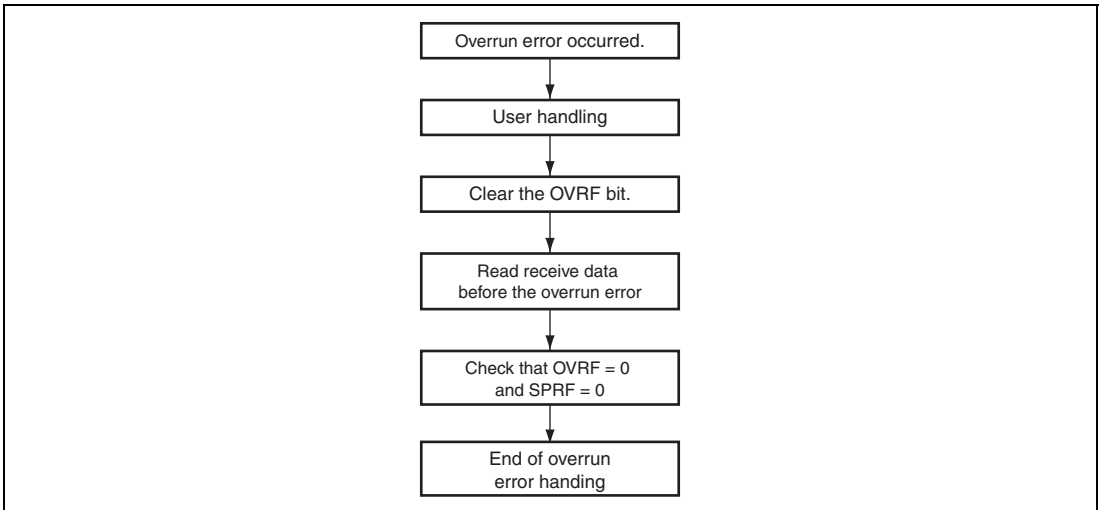 Overrun error occurred.
User handling
Clear the OVRF bit.
Read receive data
before the overrun error
Check that OVRF = 0
and SPRF = 0
End of overrun
error handing